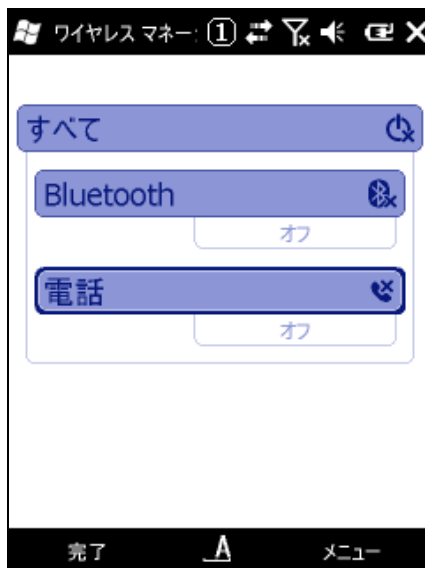 ワイヤレス マネー: 1
すべて
Bluetooth
オフ
電話
オフ
完了 A メニュー